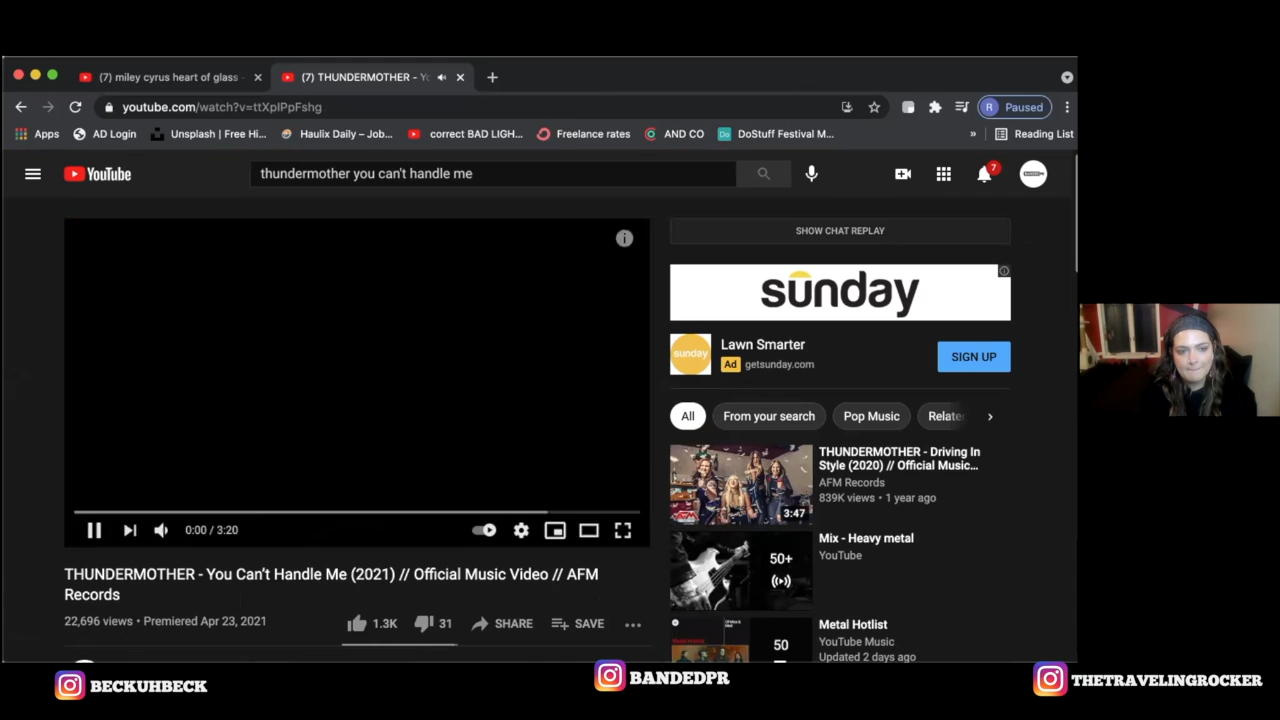 (7) miley cyrus heart of glass -
(7) THUNDERMOTHER - Yo
youtube.com/watch?v=ttXpIPpFshg
R Paused
Apps
AD Login
Unsplash | Free Hi...
Haulix Daily – Job...
correct BAD LIGH...
Freelance rates
AND CO
Do
DoStuff Festival M...
»
Reading List
YouTube
thundermother you can't handle me
7
SHOW CHAT REPLAY
sunday
sunday
Lawn Smarter
Ad getsunday.com
SIGN UP
All
From your search
Pop Music
Relate
THUNDERMOTHER - Driving In
Style (2020) // Official Music...
AFM Records
839K views • 1 year ago
3:47
Mix - Heavy metal
YouTube
50+
Metal Hotlist
YouTube Music
Updated 2 days ago
50
0:00 / 3:20
THUNDERMOTHER - You Can't Handle Me (2021) // Official Music Video // AFM
Records
22,696 views • Premiered Apr 23, 2021
1.3K
31
SHARE
SAVE
BECKUHBECK
BANDEDPR
THETRAVELINGROCKER